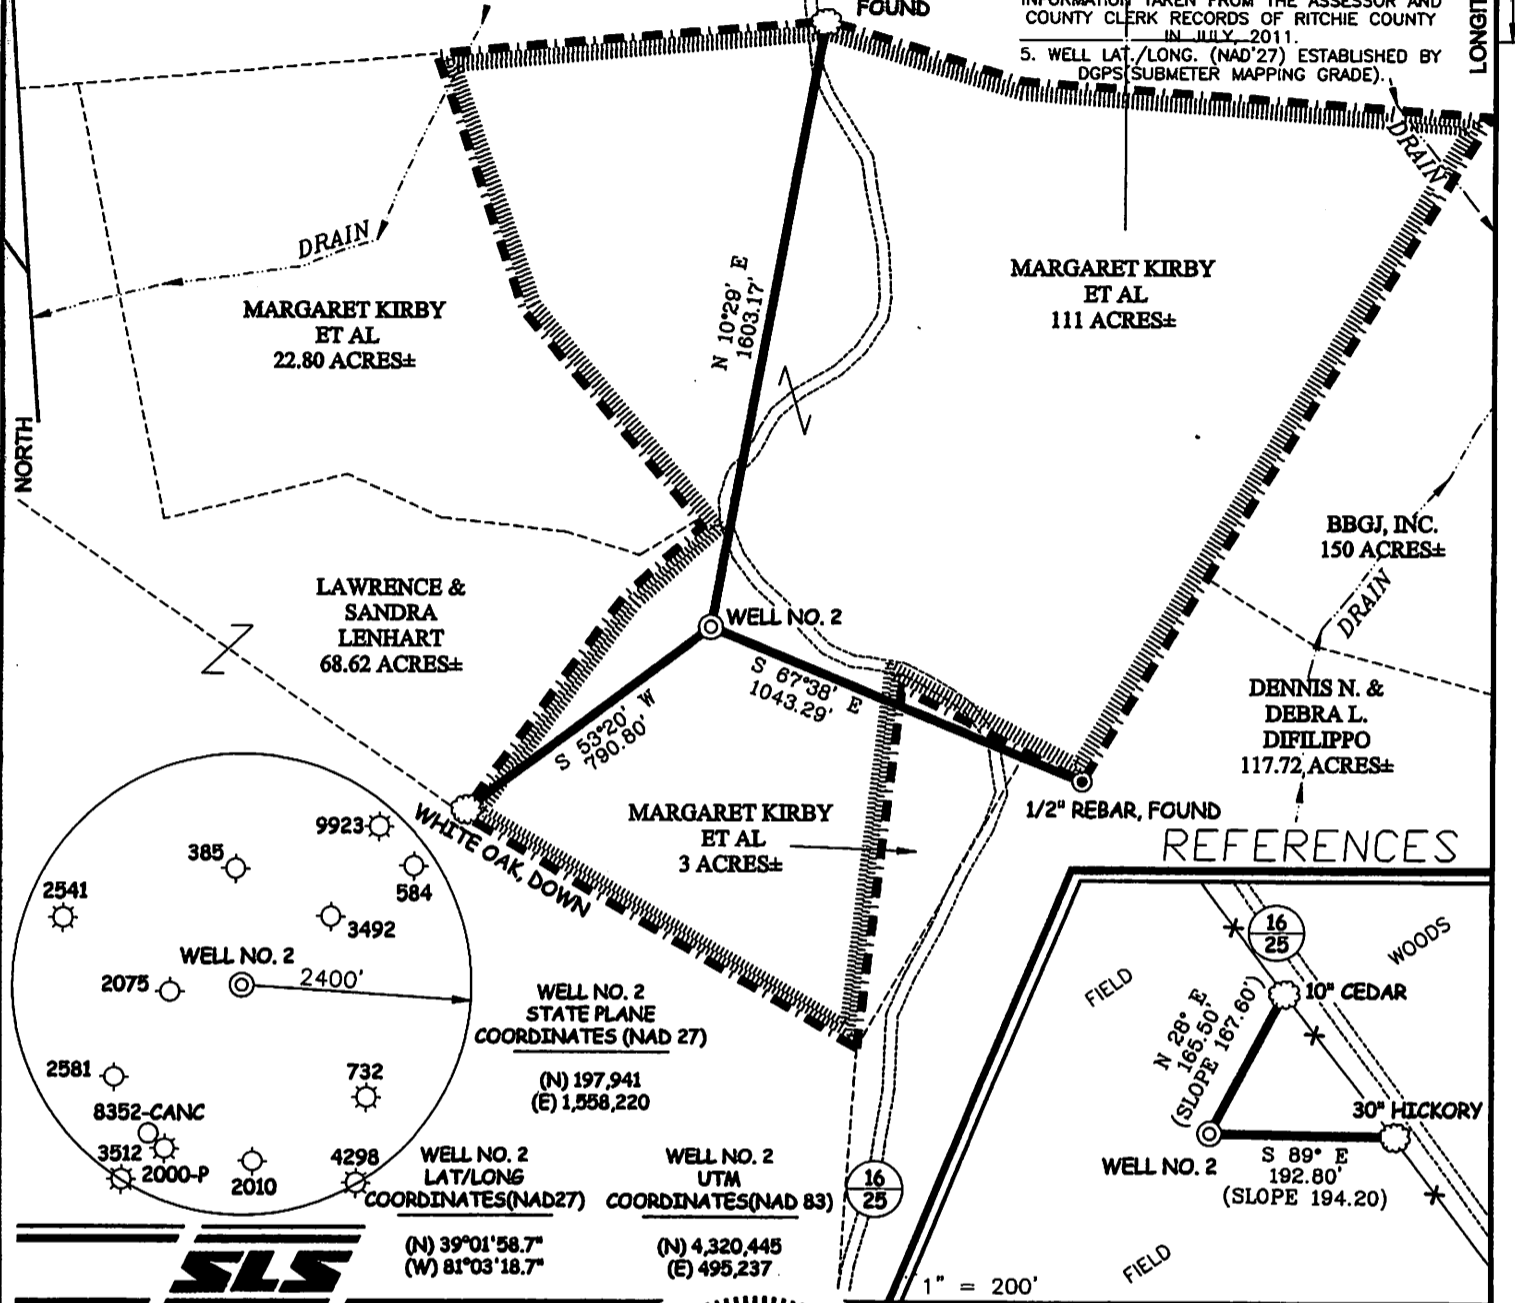 FOUND
INFORMATION TAKEN FROM THE ASSESSOR AND
COUNTY CLERK RECORDS OF RITCHIE COUNTY
IN JULY, 2011.
5. WELL LAT./LONG. (NAD'27) ESTABLISHED BY
DGPS(SUBMETER MAPPING GRADE).
LONGIT
DRAIN
DRAIN
MARGARET KIRBY
ET AL
22.80 ACRES±
N 10°29' E
1603.17'
MARGARET KIRBY
ET AL
111 ACRES±
NORTH
BBGJ, INC.
150 ACRES±
DRAIN
LAWRENCE &
SANDRA
LENHART
68.62 ACRES±
WELL NO. 2
S 67°38' E
1043.29'
S 53°20' W
790.80'
DENNIS N. &
DEBRA L.
DIFILIPPO
117.72 ACRES±
1/2" REBAR, FOUND
WHITE OAK, DOWN
MARGARET KIRBY
ET AL
3 ACRES±
REFERENCES
9923
385
584
2541
3492
WELL NO. 2
2400'
2075
2581
732
8352-CANC
3512
2000-P
2010
4298
WELL NO. 2
STATE PLANE
COORDINATES (NAD 27)
(N) 197,941
(E) 1,558,220
WELL NO. 2
LAT/LONG
COORDINATES(NAD27)
(N) 39°01'58.7"
(W) 81°03'18.7"
WELL NO. 2
UTM
COORDINATES(NAD 83)
(N) 4,320,445
(E) 495,237
16
25
SLS
16
25
WOODS
FIELD
10" CEDAR
N 28° E
165.50'
(SLOPE 167.60')
30" HICKORY
WELL NO. 2
S 89° E
192.80'
(SLOPE 194.20)
FIELD
1" = 200'